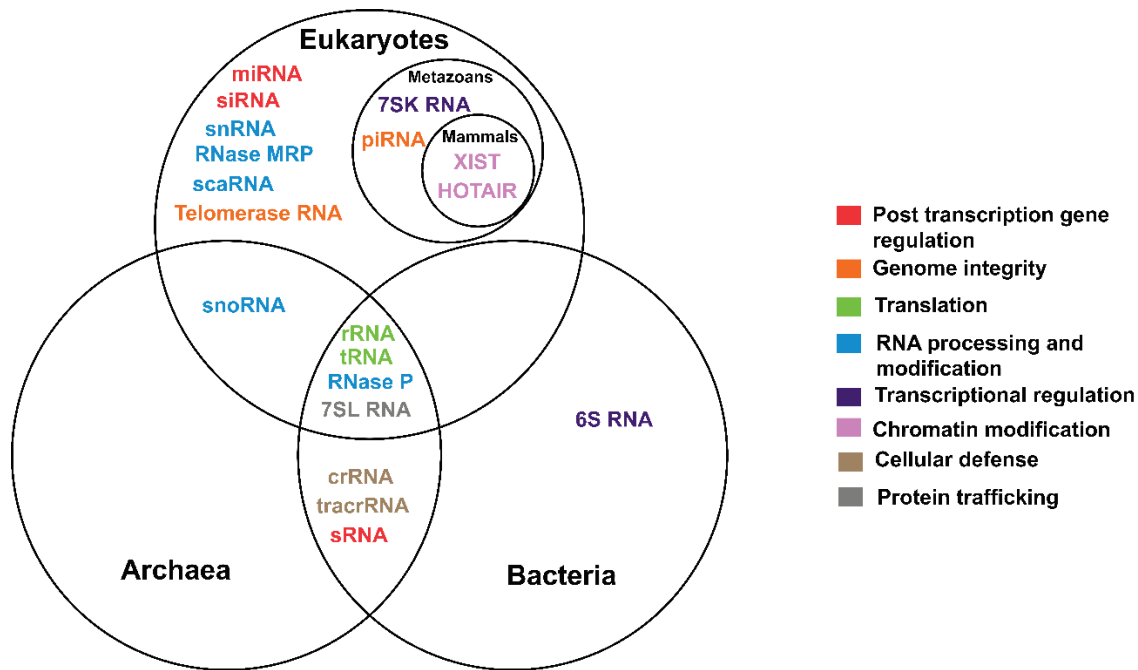 Eukaryotes
miRNA
siRNA
snRNA
RNase MRP
scaRNA
Telomerase RNA
Metazoans
7SK RNA
piRNA
Mammals
XIST
HOTAIR
snoRNA
rRNA
tRNA
RNase P
7SL RNA
6S RNA
crRNA
tracrRNA
sRNA
Archaea
Bacteria
Post transcription gene
regulation
Genome integrity
Translation
RNA processing and
modification
Transcriptional regulation
Chromatin modification
Cellular defense
Protein trafficking